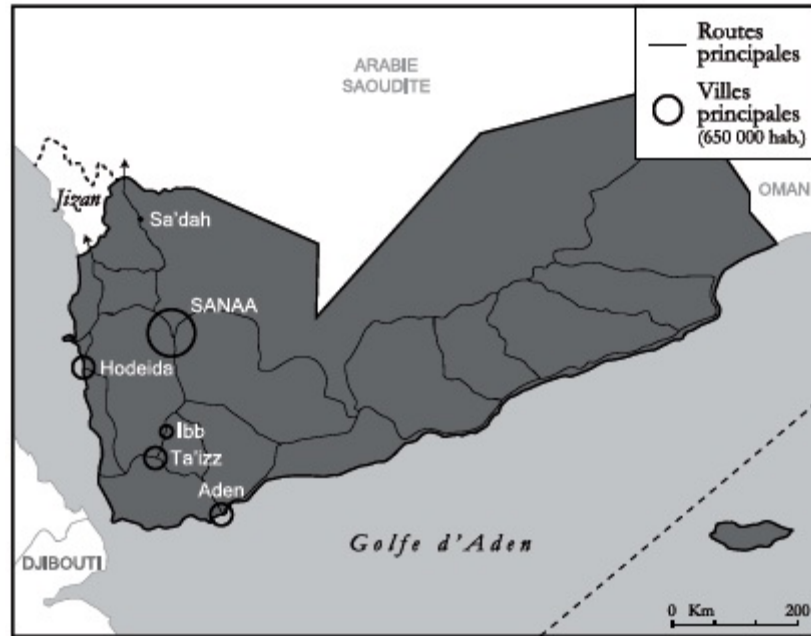 Routes
principales
Villes
principales
(650 000 hab.)
ARABIE
SAOUDITE
OMAN
Jizan
Sa'dah
SANAA
Hodeida
Ibb
Ta'izz
Aden
Golfe d'Aden
DJIBOUTI
0 Km 200